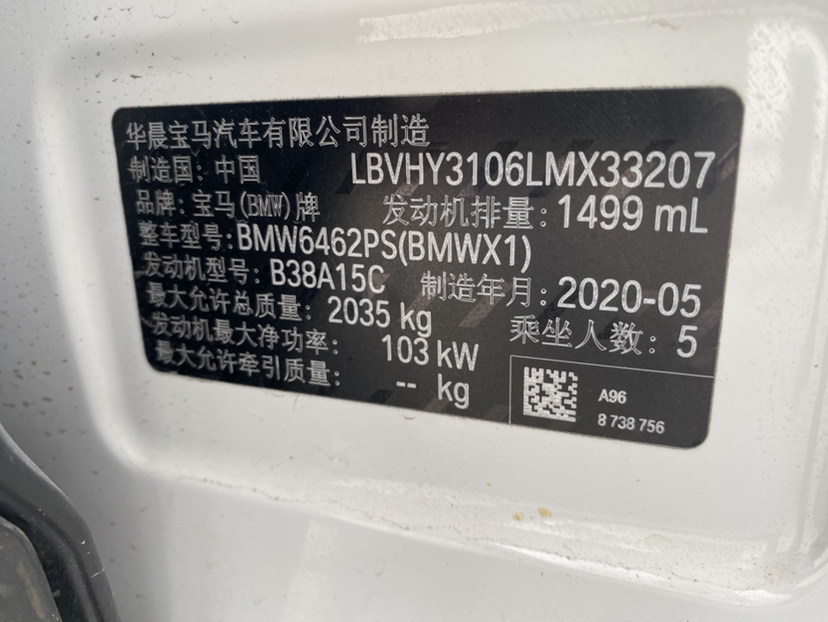 华晨宝马汽车有限公司制造
制造国: 中国 LBVHY3106LMX33207
品牌: 宝马(BMW)牌 发动机排量: 1499 mL
整车型号: BMW6462PS(BMWX1)
发动机型号: B38A15C 制造年月: 2020-05
最大允许总质量: 2035 kg 乘坐人数: 5
发动机最大净功率: 103 kW
最大允许牵引质量: -- kg
A96
8 738 756